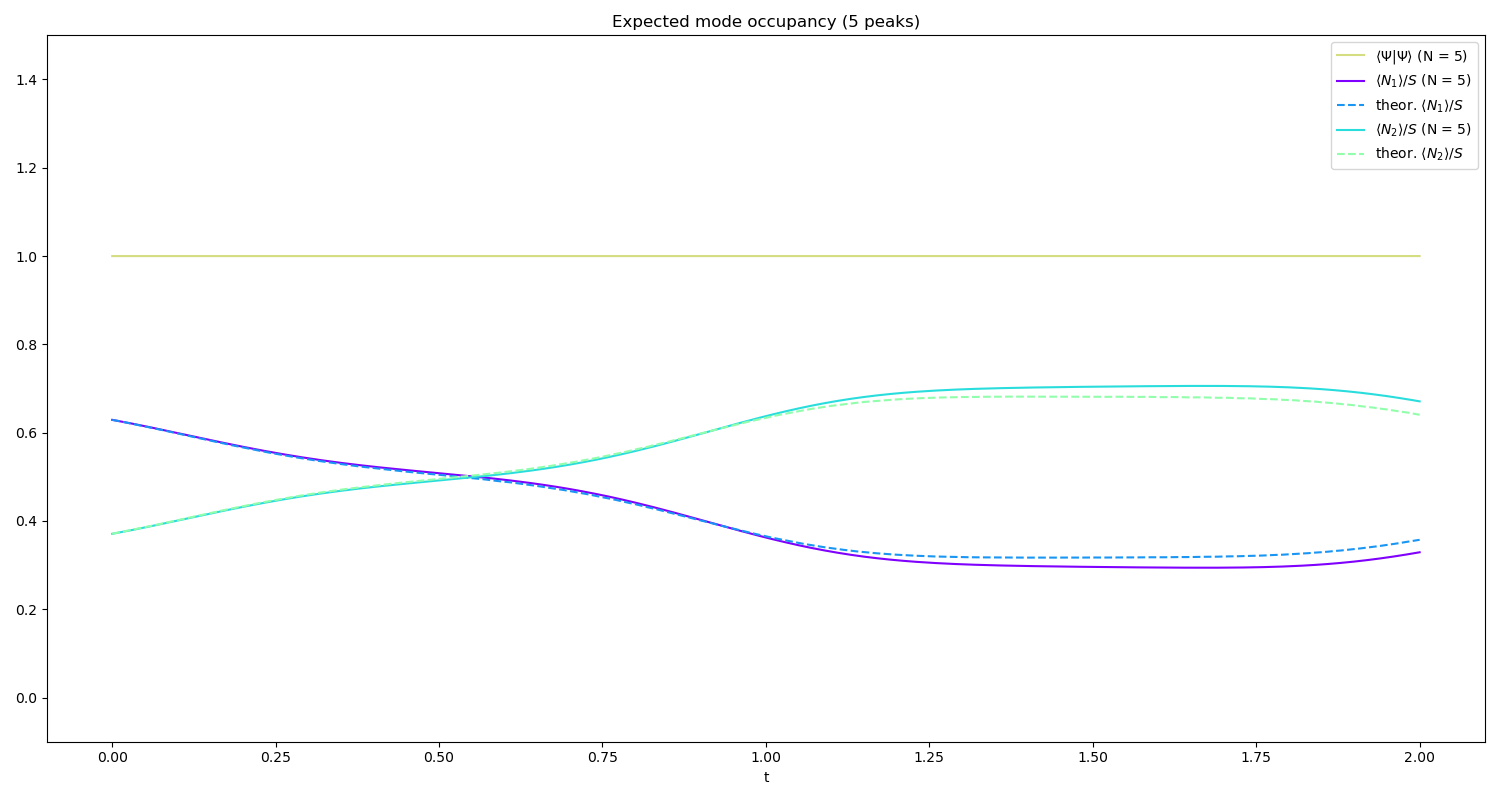 Expected mode occupancy (5 peaks)
1.4
1.2
1.0
0.8
0.6
0.4
0.2
0.0
⟨Ψ|Ψ⟩ (N = 5)
⟨N₁⟩/S (N = 5)
theor. ⟨N₁⟩/S
⟨N₂⟩/S (N = 5)
theor. ⟨N₂⟩/S
0.00 0.25 0.50 0.75 1.00 1.25 1.50 1.75 2.00
t